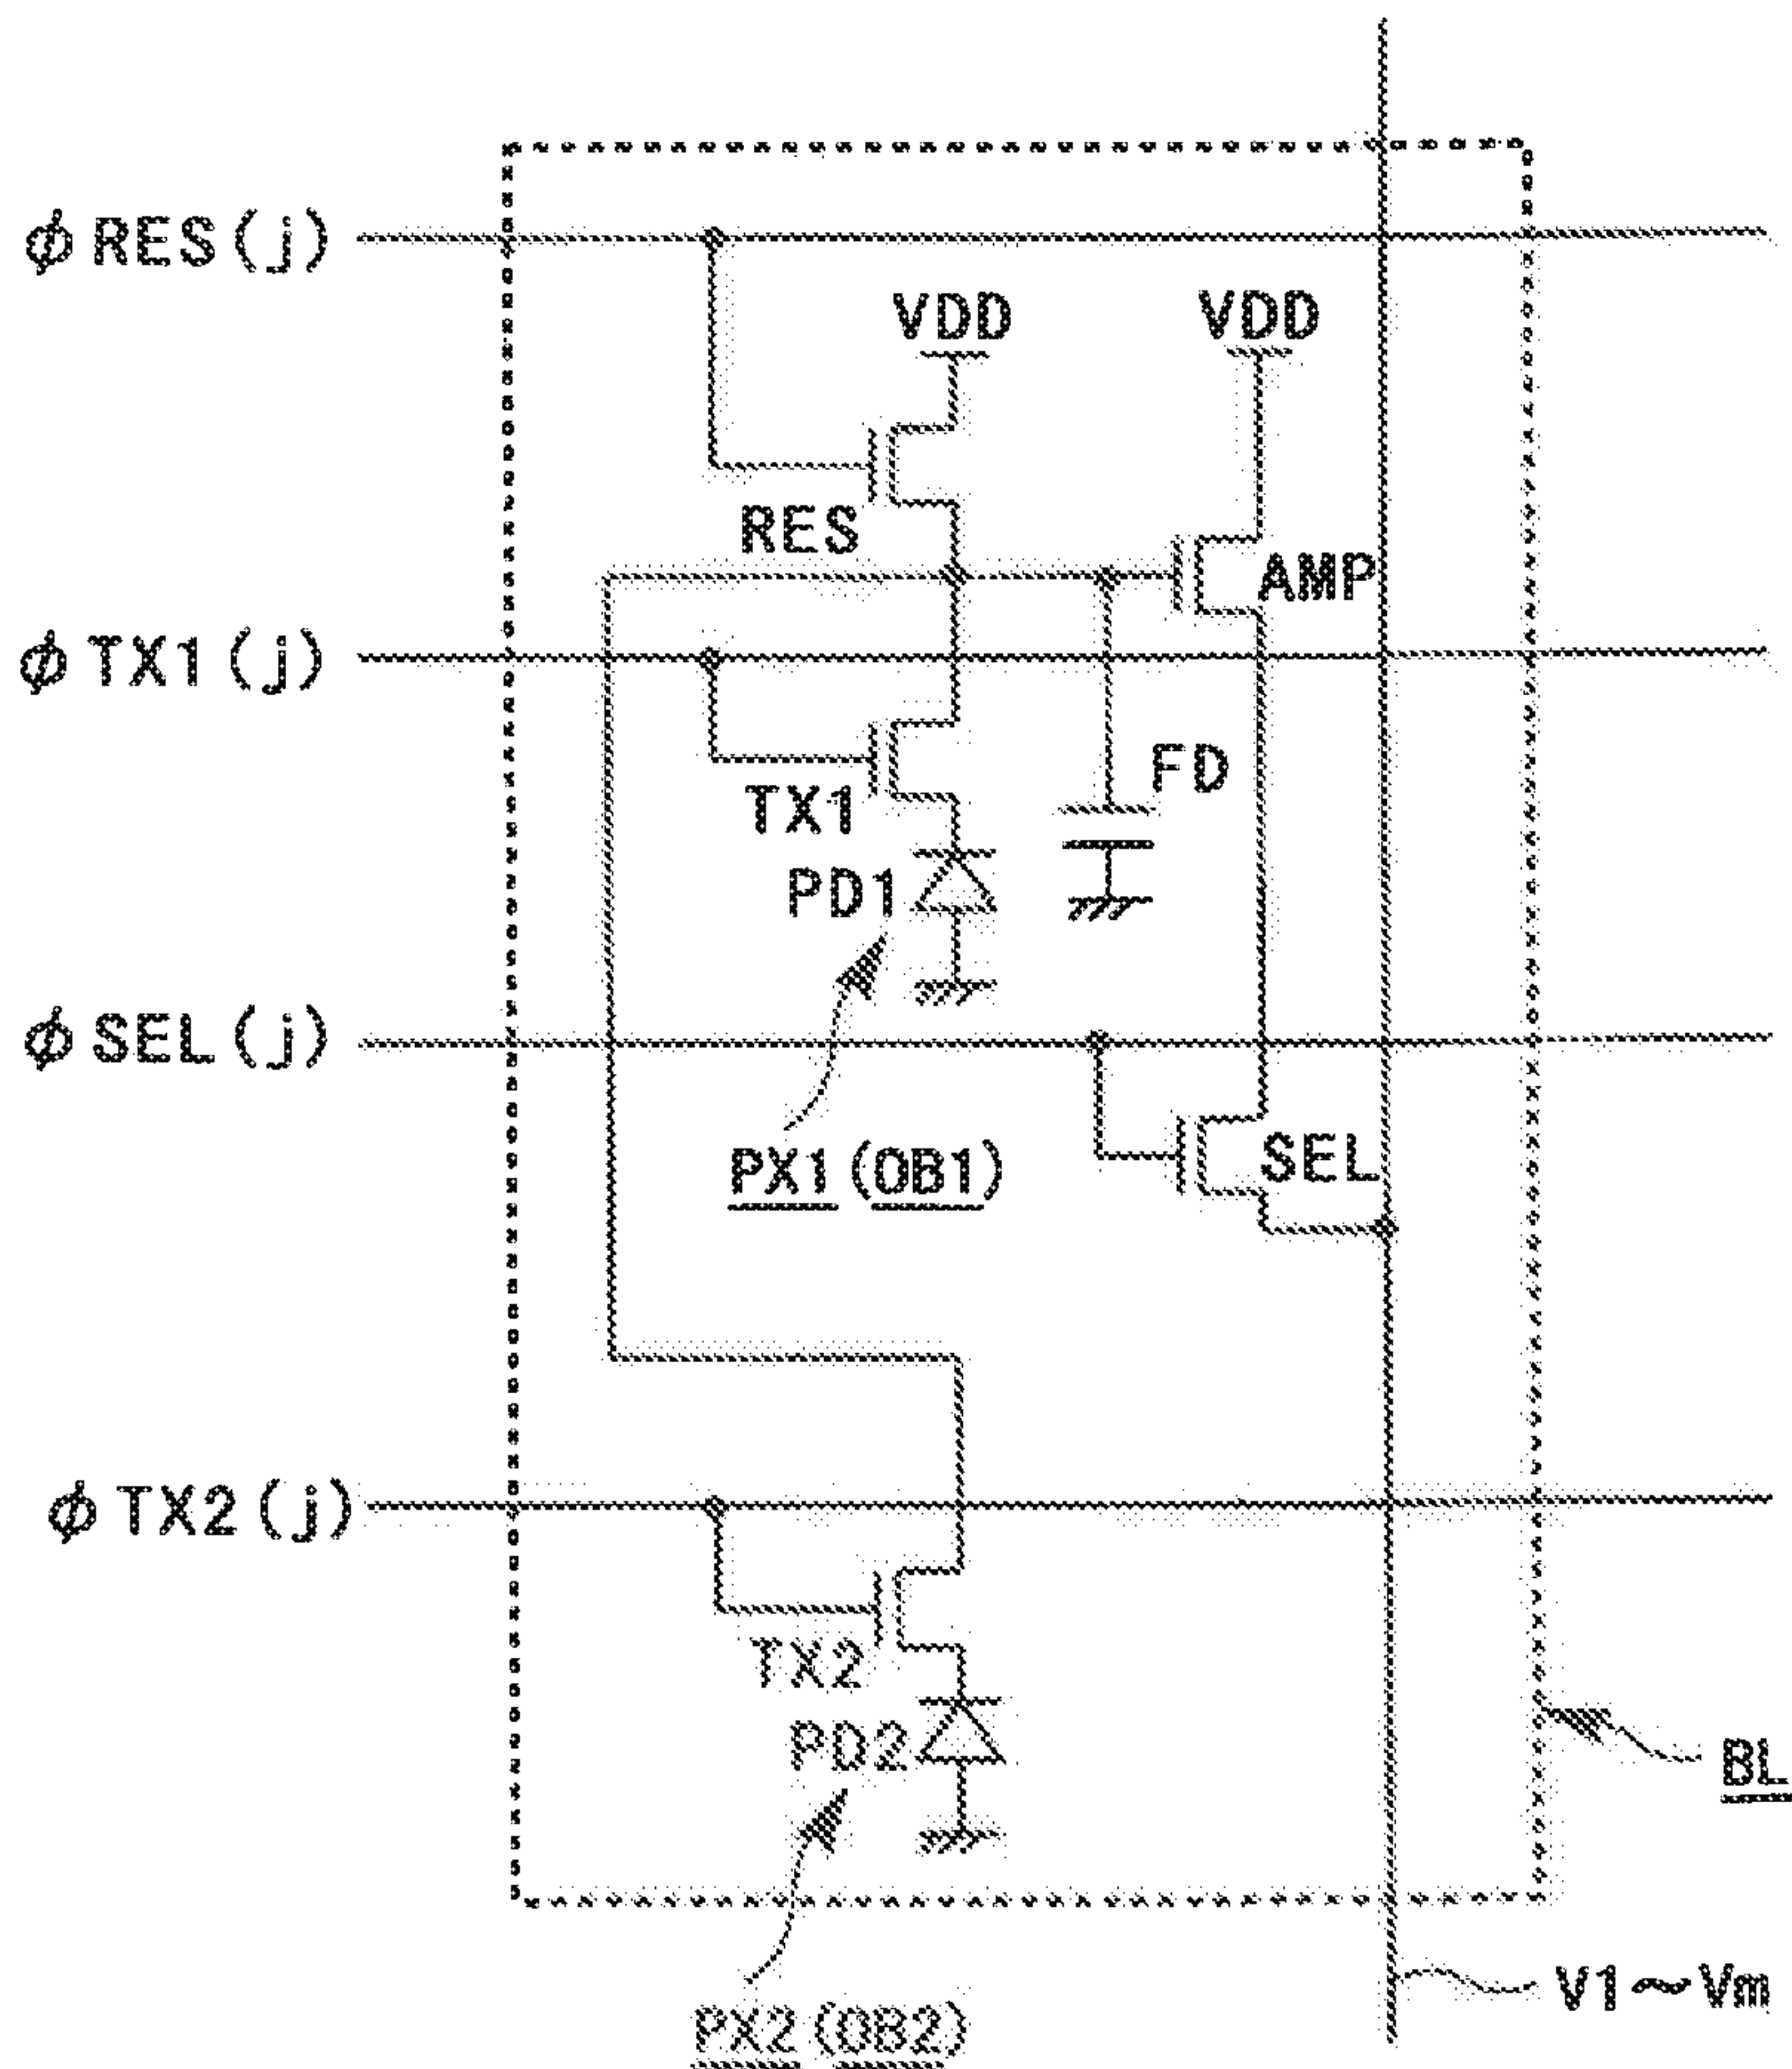 ϕRES(j)
VDD
VDD
RES
AMP
ϕTX1(j)
FD
TX1
PD1
ϕSEL(j)
PX1(OB1)
SEL
ϕTX2(j)
TX2
PD2
BL
V1~Vm
PX2(OB2)